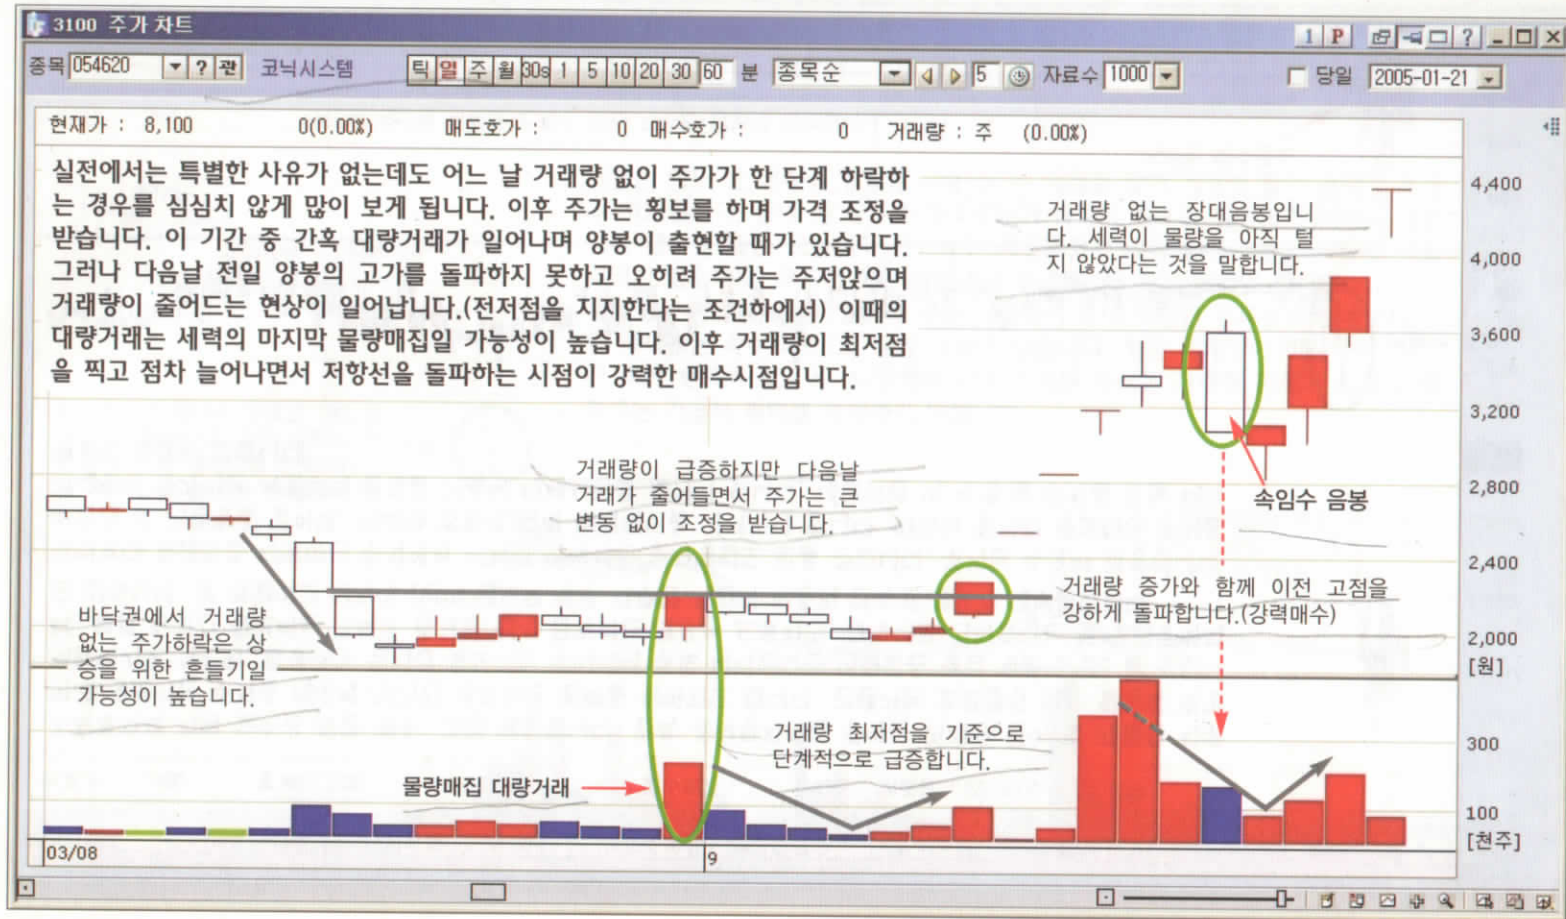 3100 주가 차트
1 P ?
종목 054620 ? 관 코닉시스템 틱 일 주 월 30s 1 5 10 20 30 60 분 종목순 5 자료수 1000 당일 2005-01-21
현재가 : 8,100 0(0.00%) 매도호가 : 0 매수호가 : 0 거래량 : 주 (0.00%)
실전에서는 특별한 사유가 없는데도 어느 날 거래량 없이 주가가 한 단계 하락하
는 경우를 심심치 않게 많이 보게 됩니다. 이후 주가는 횡보를 하며 가격 조정을
받습니다. 이 기간 중 간혹 대량거래가 일어나며 양봉이 출현할 때가 있습니다.
그러나 다음날 전일 양봉의 고가를 돌파하지 못하고 오히려 주가는 주저앉으며
거래량이 줄어드는 현상이 일어납니다.(전저점을 지지한다는 조건하에서) 이때의
대량거래는 세력의 마지막 물량매집일 가능성이 높습니다. 이후 거래량이 최저점
을 찍고 점차 늘어나면서 저항선을 돌파하는 시점이 강력한 매수시점입니다.
거래량 없는 장대음봉입니
다. 세력이 물량을 아직 털
지 않았다는 것을 말합니다.
4,400
4,000
3,600
3,200
2,800
2,400
2,000
[원]
거래량이 급증하지만 다음날
거래가 줄어들면서 주가는 큰
변동 없이 조정을 받습니다.
속임수 음봉
거래량 증가와 함께 이전 고점을
강하게 돌파합니다.(강력매수)
바닥권에서 거래량
없는 주가하락은 상
승을 위한 흔들기일
가능성이 높습니다.
거래량 최저점을 기준으로
단계적으로 급증합니다.
물량매집 대량거래
300
100
[천주]
03/08
9